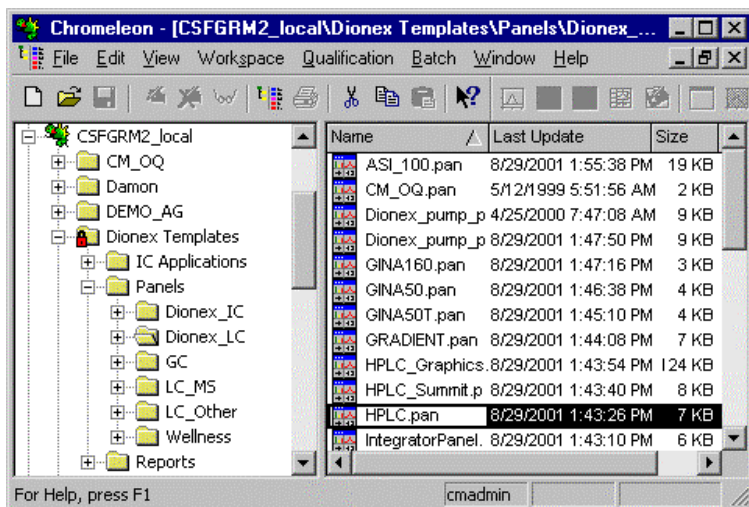 Chromeleon - [CSFGRM2_local\Dionex Templates\Panels\Dionex_...
File Edit View Workspace Qualification Batch Window Help
CSFGRM2_local
CM_OQ
Damon
DEMO_AG
Dionex Templates
IC Applications
Panels
Dionex_IC
Dionex_LC
GC
LC_MS
LC_Other
Wellness
Reports
Name Last Update Size
ASI_100.pan 8/29/2001 1:55:38 PM 19 KB
CM_OQ.pan 5/12/1999 5:51:56 AM 2 KB
Dionex_pump_p 4/25/2000 7:47:08 AM 9 KB
Dionex_pump_p 8/29/2001 1:47:50 PM 9 KB
GINA160.pan 8/29/2001 1:47:16 PM 3 KB
GINA50.pan 8/29/2001 1:46:38 PM 4 KB
GINA50T.pan 8/29/2001 1:45:10 PM 4 KB
GRADIENT.pan 8/29/2001 1:44:08 PM 7 KB
HPLC_Graphics. 8/29/2001 1:43:54 PM 124 KB
HPLC_Summit.p 8/29/2001 1:43:40 PM 8 KB
HPLC.pan 8/29/2001 1:43:26 PM 7 KB
IntegratorPanel. 8/29/2001 1:43:10 PM 6 KB
For Help, press F1 cmadmin